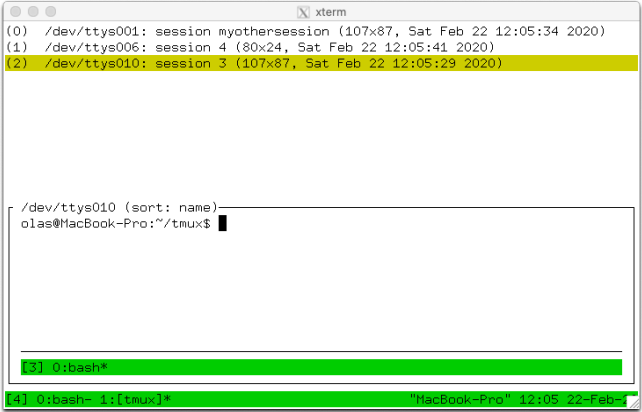 xterm
(0) /dev/ttys001: session myothersession (107x87, Sat Feb 22 12:05:34 2020)
(1) /dev/ttys006: session 4 (80x24, Sat Feb 22 12:05:41 2020)
(2) /dev/ttys010: session 3 (107x87, Sat Feb 22 12:05:29 2020)
/dev/ttys010 (sort: name)
olas@MacBook-Pro:~/tmux$
[3] 0:bash*
[4] 0:bash- 1:[tmux]* "MacBook-Pro" 12:05 22-Feb-2